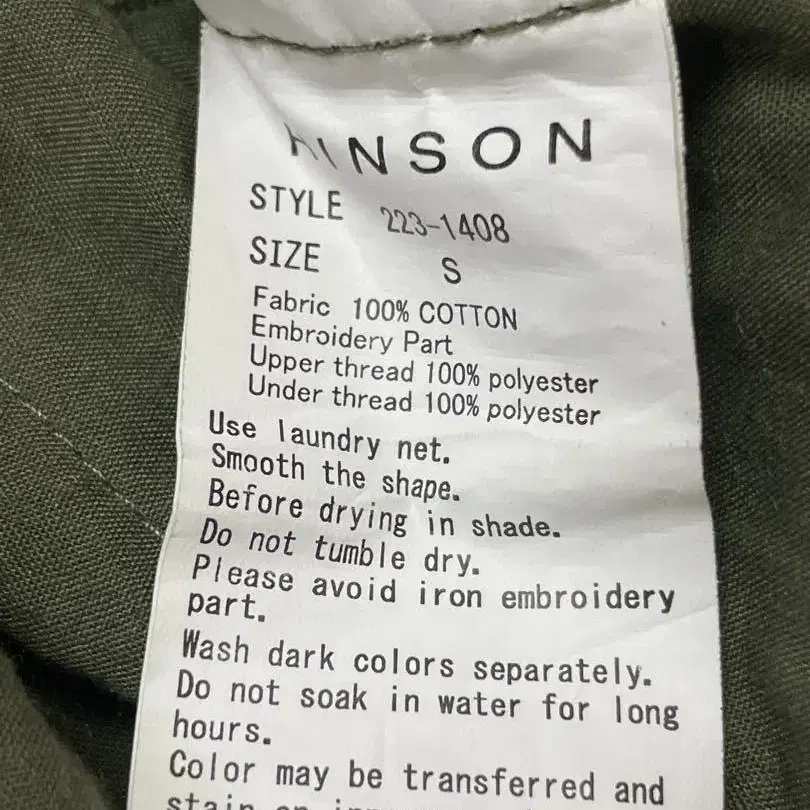 STYLE 223-1408
SIZE S
Fabric 100% COTTON
Embroidery Part
Upper thread 100% polyester
Under thread 100% polyester
Use laundry net.
Smooth the shape.
Before drying in shade.
Do not tumble dry.
Please avoid iron embroidery
part.
Wash dark colors separately.
Do not soak in water for long
hours.
Color may be transferred and
stain on